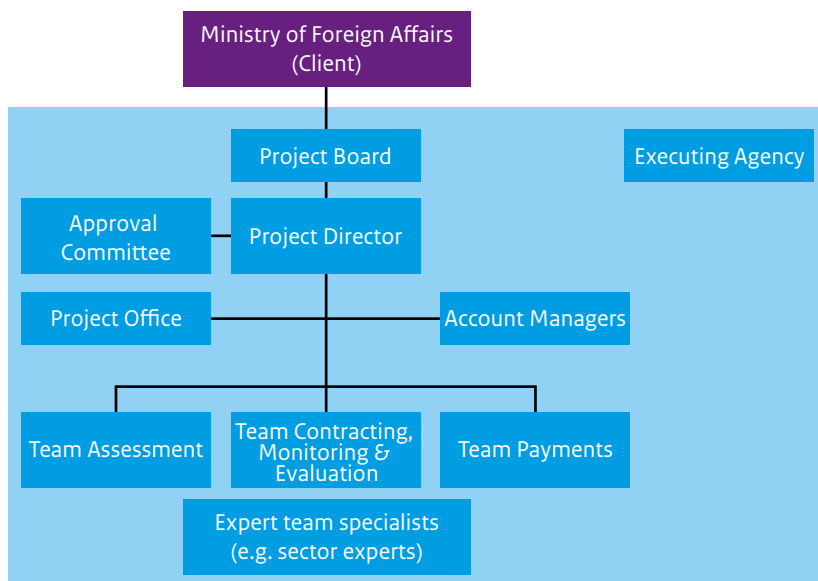 Ministry of Foreign Affairs
(Client)
Project Board
Executing Agency
Approval
Committee
Project Director
Project Office
Account Managers
Team Assessment
Team Contracting,
Monitoring &
Evaluation
Team Payments
Expert team specialists
(e.g. sector experts)